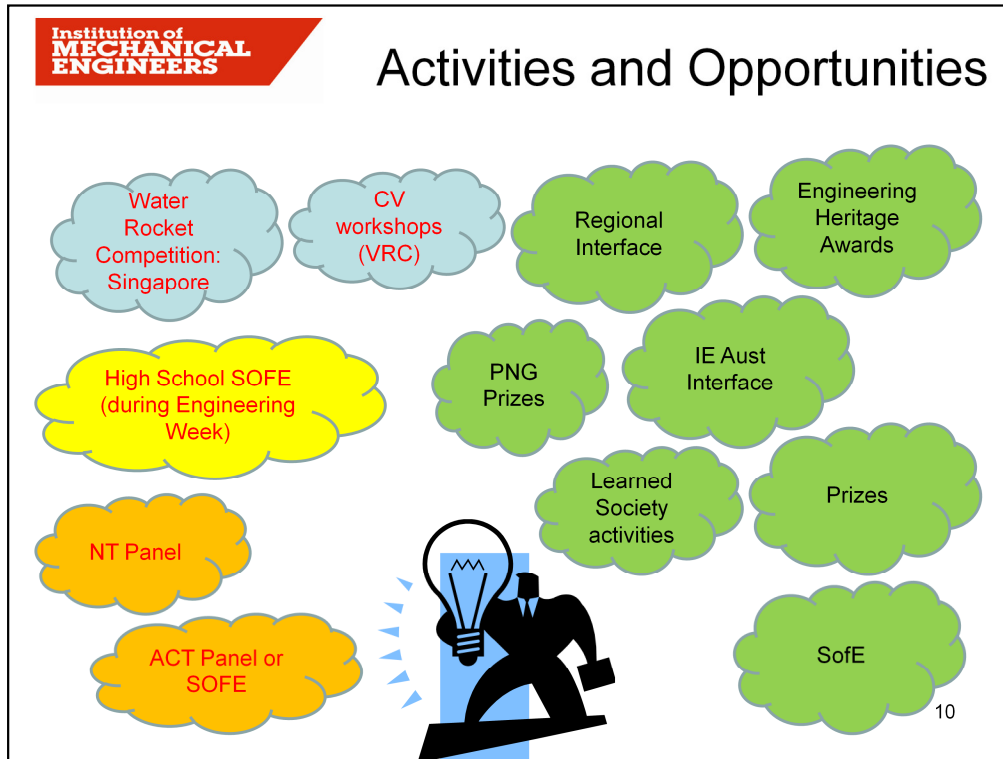 Institution of
MECHANICAL
ENGINEERS
Activities and Opportunities
Water
Rocket
Competition:
Singapore
CV
workshops
(VRC)
Regional
Interface
Engineering
Heritage
Awards
High School SOFE
(during Engineering
Week)
PNG
Prizes
IE Aust
Interface
Learned
Society
activities
Prizes
NT Panel
ACT Panel or
SOFE
SofE
10